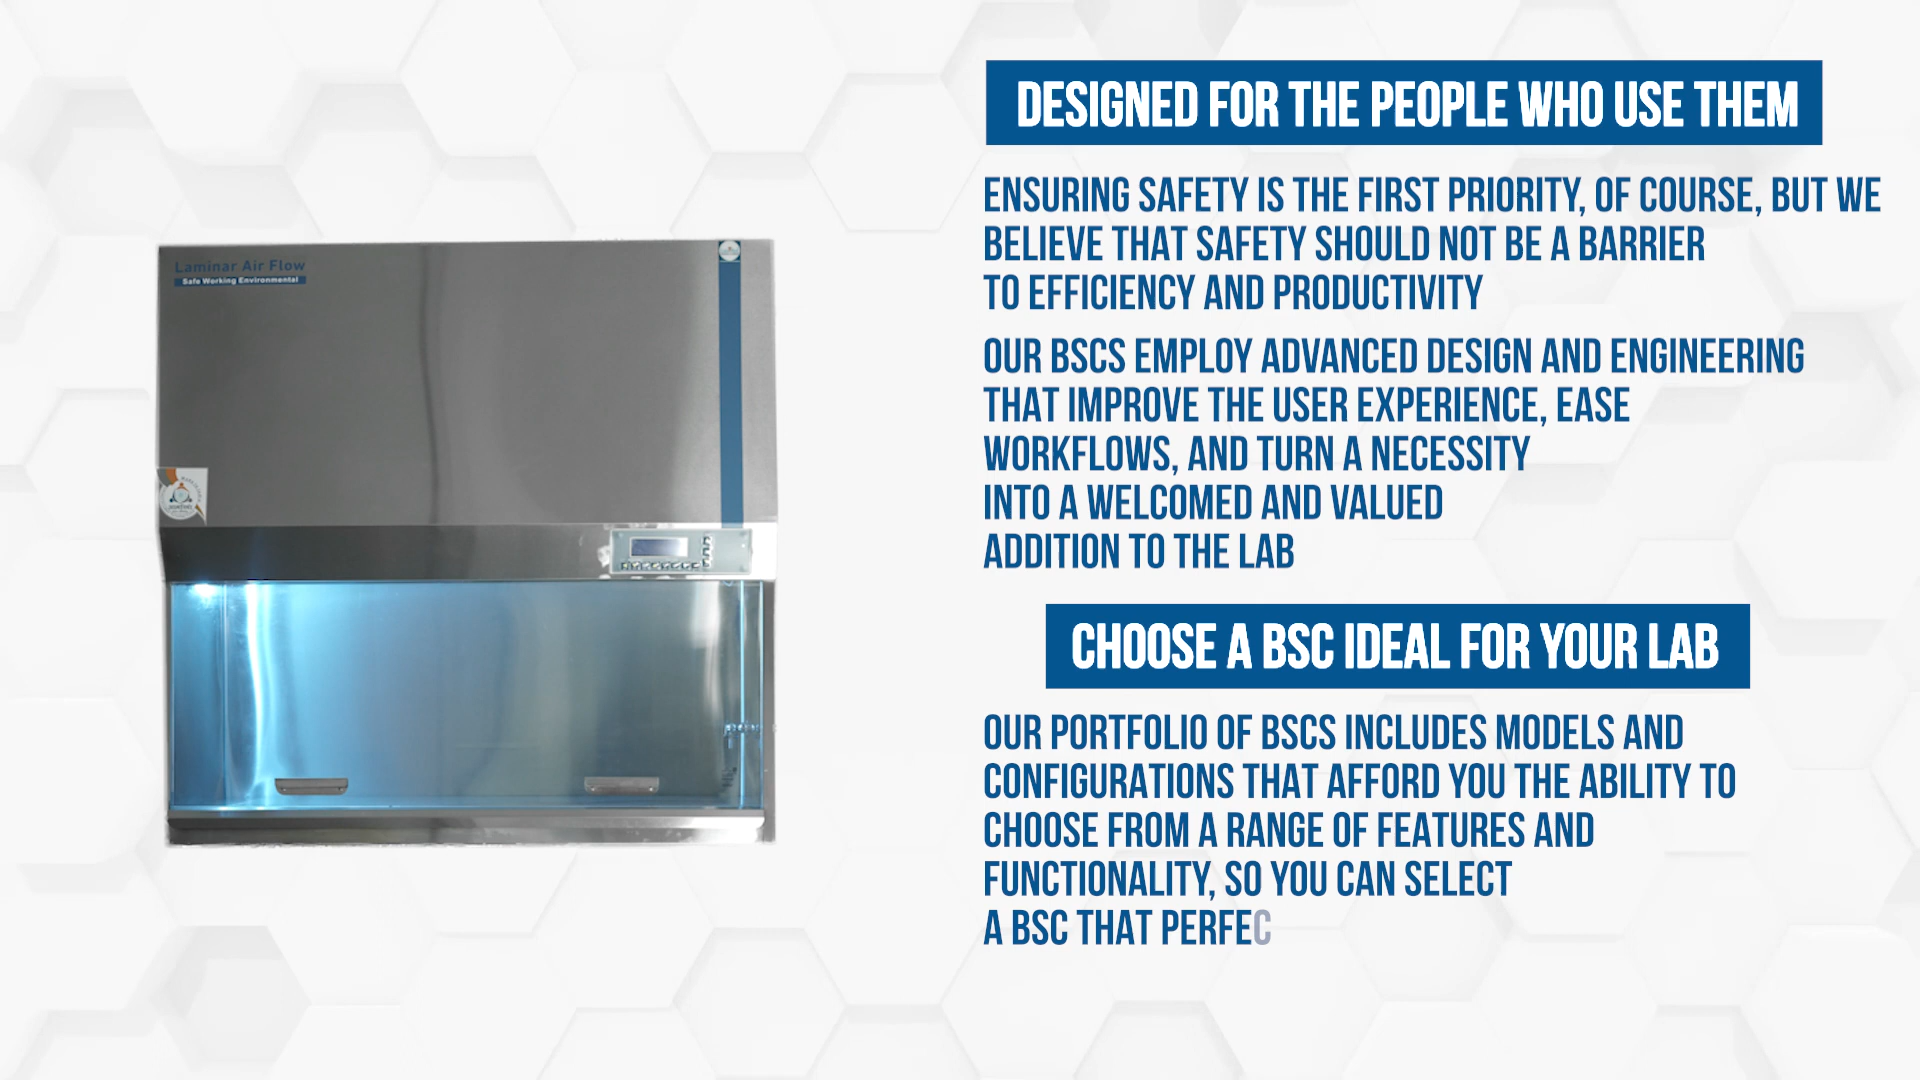 Laminar Air Flow
Safe Working Environmental
DESIGNED FOR THE PEOPLE WHO USE THEM
ENSURING SAFETY IS THE FIRST PRIORITY, OF COURSE, BUT WE
BELIEVE THAT SAFETY SHOULD NOT BE A BARRIER
TO EFFICIENCY AND PRODUCTIVITY
OUR BSCS EMPLOY ADVANCED DESIGN AND ENGINEERING
THAT IMPROVE THE USER EXPERIENCE, EASE
WORKFLOWS, AND TURN A NECESSITY
INTO A WELCOMED AND VALUED
ADDITION TO THE LAB
CHOOSE A BSC IDEAL FOR YOUR LAB
OUR PORTFOLIO OF BSCS INCLUDES MODELS AND
CONFIGURATIONS THAT AFFORD YOU THE ABILITY TO
CHOOSE FROM A RANGE OF FEATURES AND
FUNCTIONALITY, SO YOU CAN SELECT
A BSC THAT PERFEC